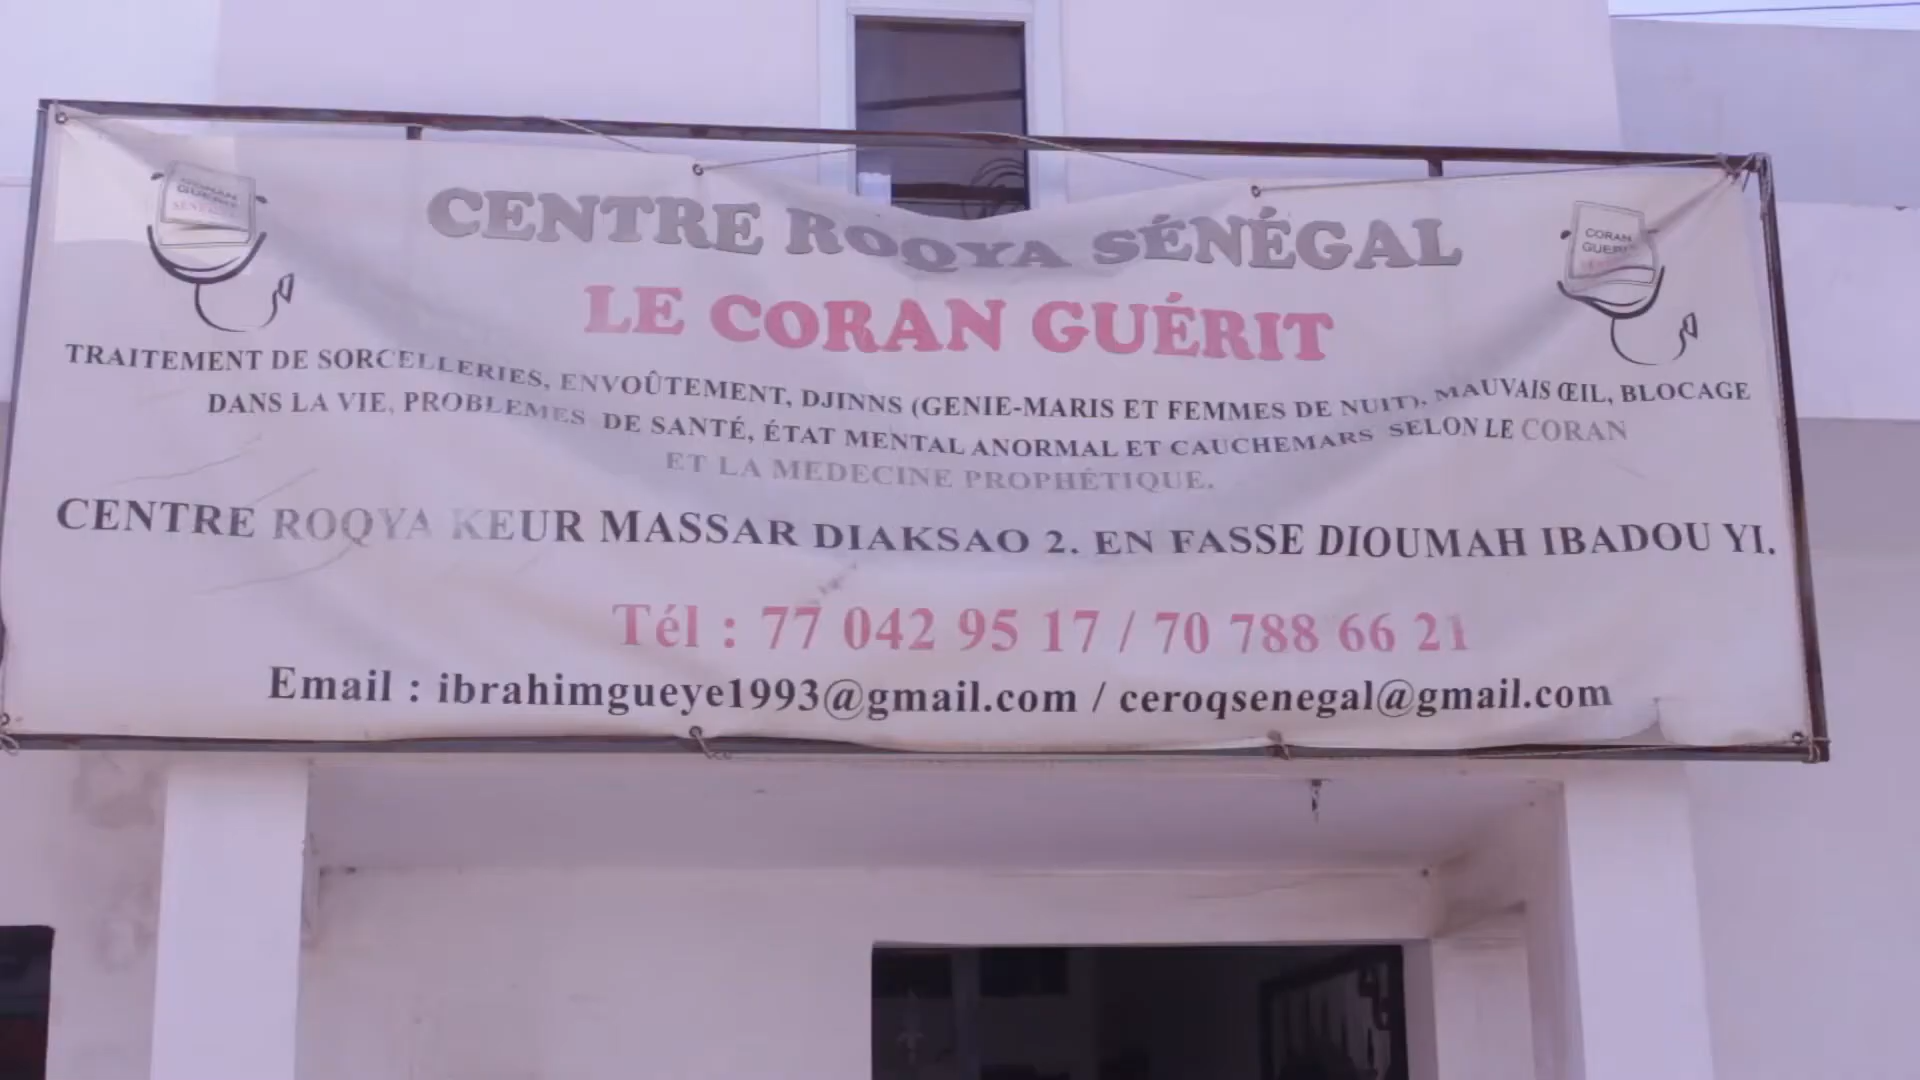 CORAN
GUERIT
SENEGAL
CENTRE ROQYA SÉNÉGAL
CORAN
GUERIT
LE CORAN GUÉRIT
TRAITEMENT DE SORCELLERIES, ENVOÛTEMENT, DJINNS (GENIE-MARIS ET FEMMES DE NUIT), MAUVAIS ŒIL, BLOCAGE
DANS LA VIE, PROBLEMES DE SANTÉ, ÉTAT MENTAL ANORMAL ET CAUCHEMARS SELON LE CORAN
ET LA MEDECINE PROPHÉTIQUE.
CENTRE ROQYA KEUR MASSAR DIAKSAO 2. EN FASSE DIOUMAH IBADOU YI.
Tél : 77 042 95 17 / 70 788 66 21
Email : ibrahimgueye1993@gmail.com / ceroqsenegal@gmail.com